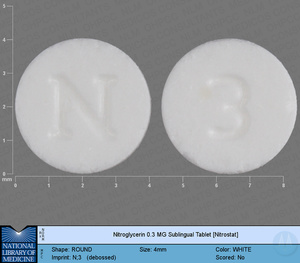 5
4
3
2
1
0
mm
0 1 2 3 4 5 6 7 8
N 3
Nitroglycerin 0.3 MG Sublingual Tablet [Nitrostat]
Shape: ROUND Size: 4mm Color: WHITE
Imprint: N;3 (debossed) Scored: No
NATIONAL
LIBRARY OF
MEDICINE